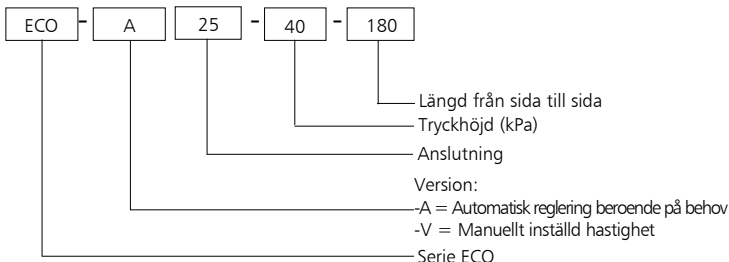 ECO - A 25 - 40 - 180
Längd från sida till sida
Tryckhöjd (kPa)
Anslutning
Version:
-A = Automatisk reglering beroende på behov
-V = Manuellt inställd hastighet
Serie ECO